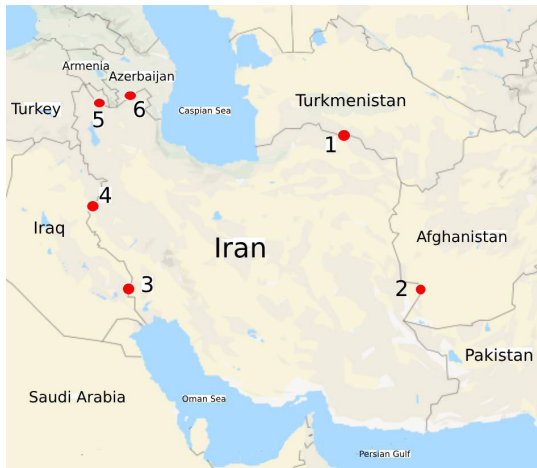 Armenia
Azerbaijan
Turkey
5
6
Caspian Sea
Turkmenistan
1
4
Iraq
Iran
Afghanistan
3
2
Pakistan
Saudi Arabia
Oman Sea
Persian Gulf